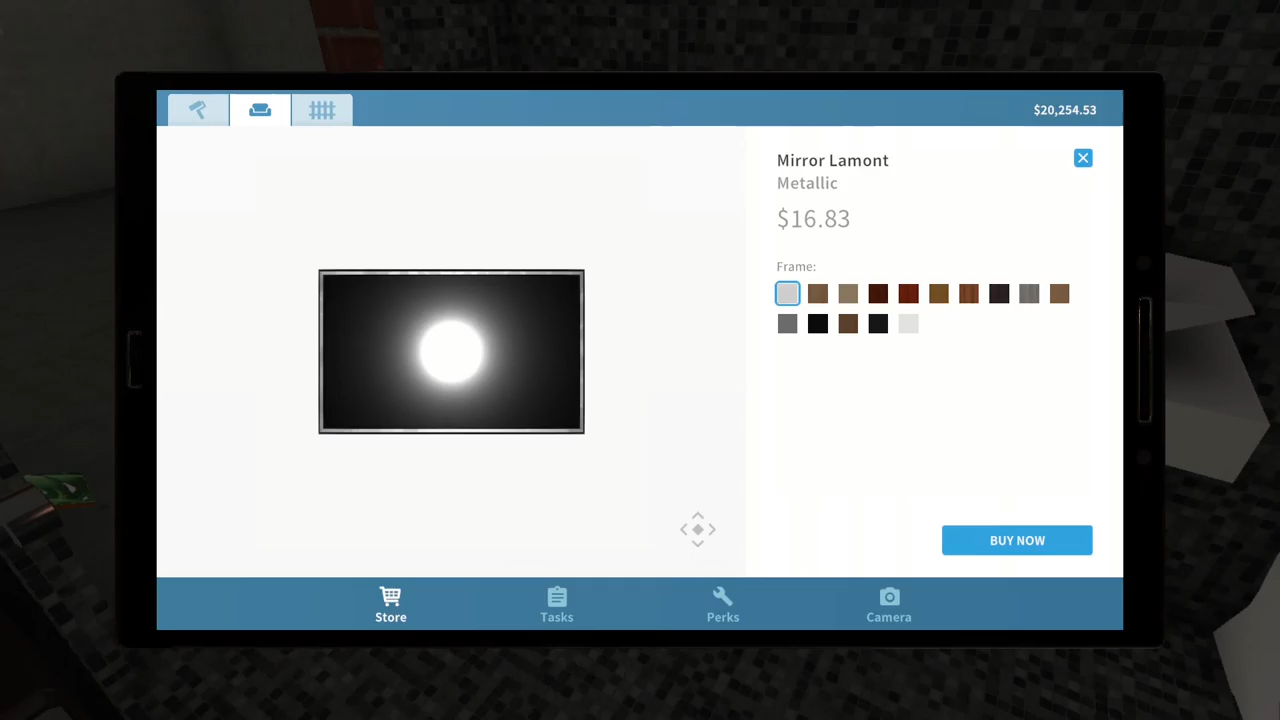 $20,254.53
Mirror Lamont
Metallic
$16.83
Frame:
BUY NOW
Store
Tasks
Perks
Camera